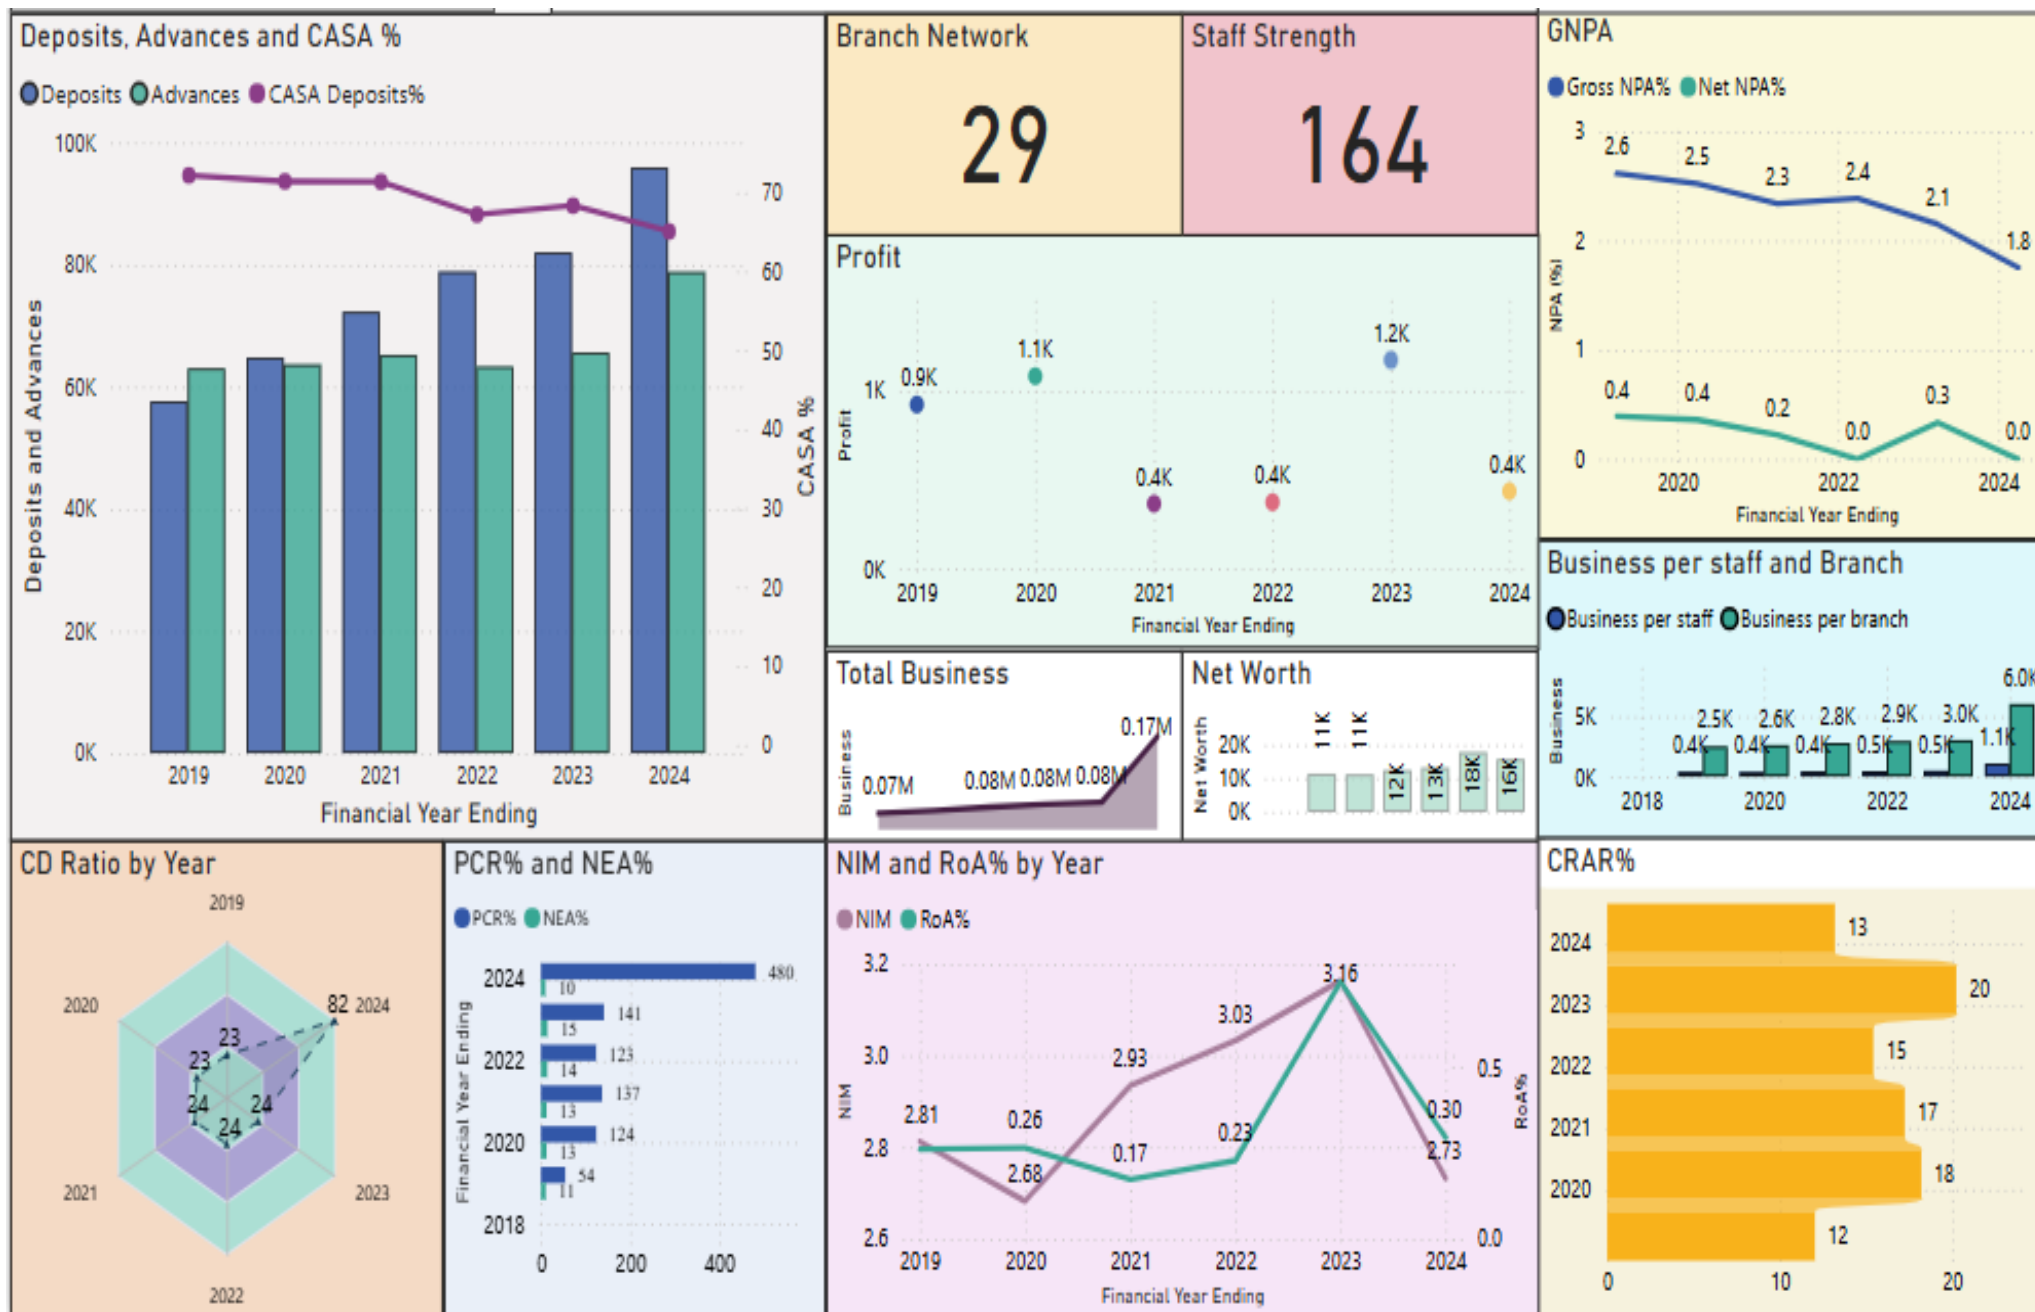 Deposits, Advances and CASA %
Deposits Advances CASA Deposits%
100K
80K
60K
40K
20K
0K
Deposits and Advances
70
60
50
40
30
20
10
0
CASA %
2019 2020 2021 2022 2023 2024
Financial Year Ending
Branch Network
29
Staff Strength
164
Profit
1K
0K
Profit
0.9K
1.1K
0.4K
0.4K
1.2K
0.4K
2019 2020 2021 2022 2023 2024
Financial Year Ending
GNPA
Gross NPA% Net NPA%
3
2
1
0
NPA (%)
2.6 2.5 2.3 2.4 2.1 1.8
0.4 0.4 0.2 0.0 0.3 0.0
2020 2022 2024
Financial Year Ending
Total Business
Business
0.07M 0.08M 0.08M 0.08M 0.17M
Net Worth
Net Worth
20K
10K
0K
11K 11K 12K 13K 18K 16K
Business per staff and Branch
Business per staff Business per branch
Business
5K
0K
2.5K 2.6K 2.8K 2.9K 3.0K 6.0K
0.4K 0.4K 0.4K 0.5K 0.5K 1.1K
2018 2020 2022 2024
CD Ratio by Year
2019
2020
82 2024
23
23
24 24
24
2021 2023
2022
PCR% and NEA%
PCR% NEA%
Financial Year Ending
2024
480
10
141
15
2022
123
14
137
13
2020
124
13
54
11
2018
0 200 400
NIM and RoA% by Year
NIM RoA%
3.2
3.0
2.8
2.6
NIM
2.81 2.68 2.93 3.03 3.16 2.73
0.26 0.17 0.23 0.30
0.5
0.0
RoA%
2019 2020 2021 2022 2023 2024
Financial Year Ending
CRAR%
2024 13
2023 20
2022 15
2021 17
2020 18
12
0 10 20